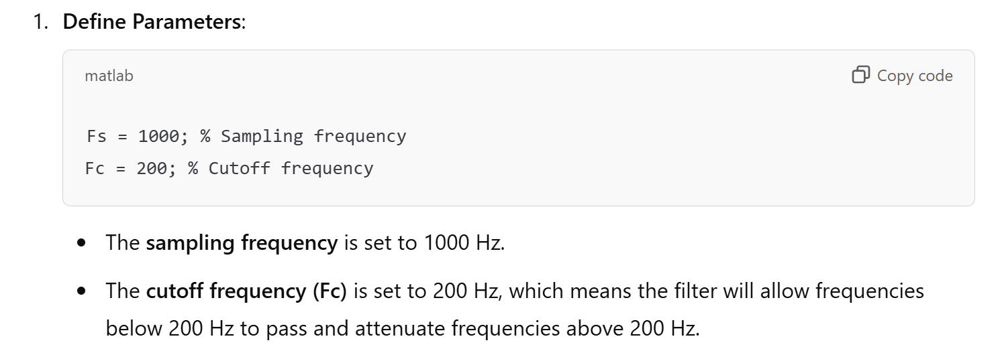 1. Define Parameters:
matlab
Copy code
Fs = 1000; % Sampling frequency
Fc = 200; % Cutoff frequency
• The sampling frequency is set to 1000 Hz.
• The cutoff frequency (Fc) is set to 200 Hz, which means the filter will allow frequencies
below 200 Hz to pass and attenuate frequencies above 200 Hz.